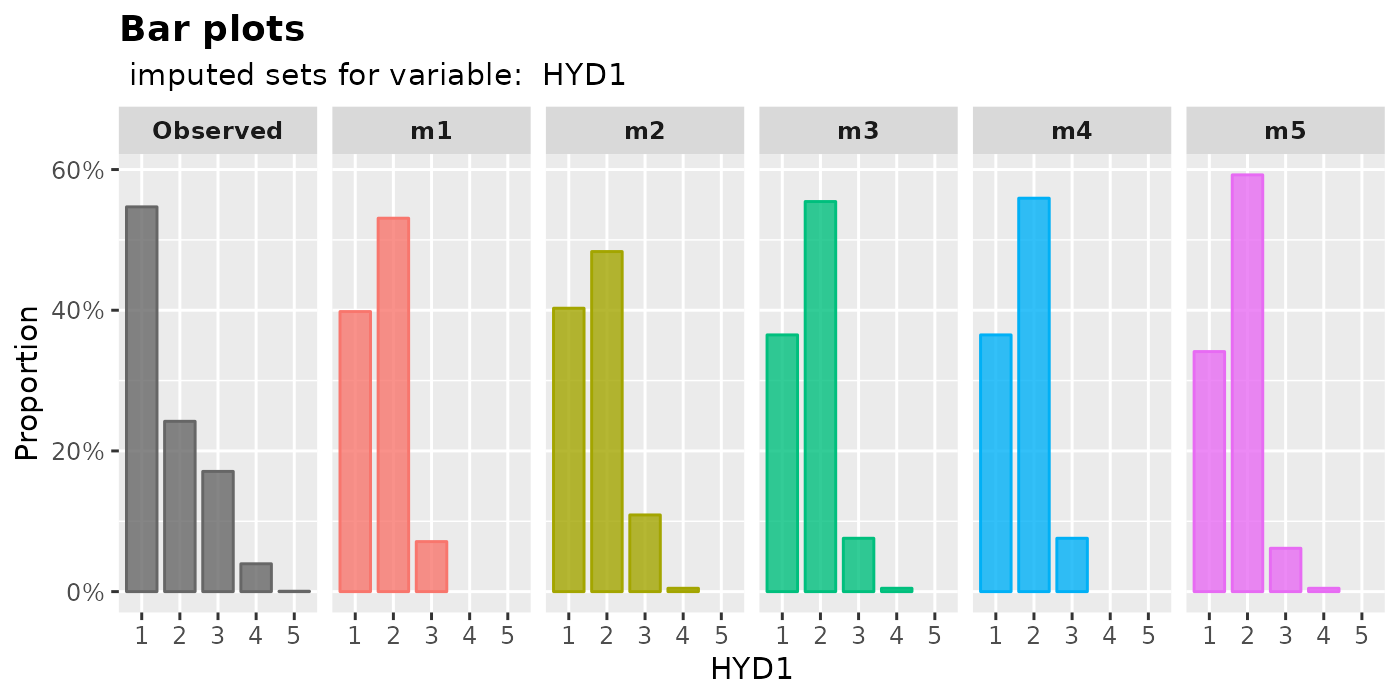 Bar plots
imputed sets for variable:  HYD1
Observed m1 m2 m3 m4 m5
Proportion
60%
40%
20%
0%
1 2 3 4 5 1 2 3 4 5 1 2 3 4 5 1 2 3 4 5 1 2 3 4 5 1 2 3 4 5
HYD1